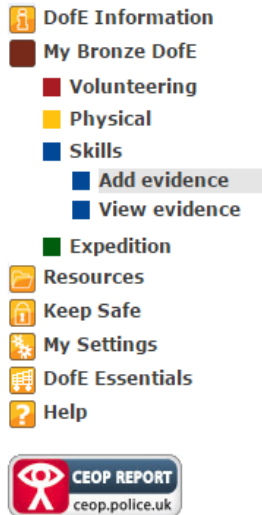 DofE Information
My Bronze DofE
Volunteering
Physical
Skills
Add evidence
View evidence
Expedition
Resources
Keep Safe
My Settings
DofE Essentials
Help
CEOP REPORT
ceop.police.uk